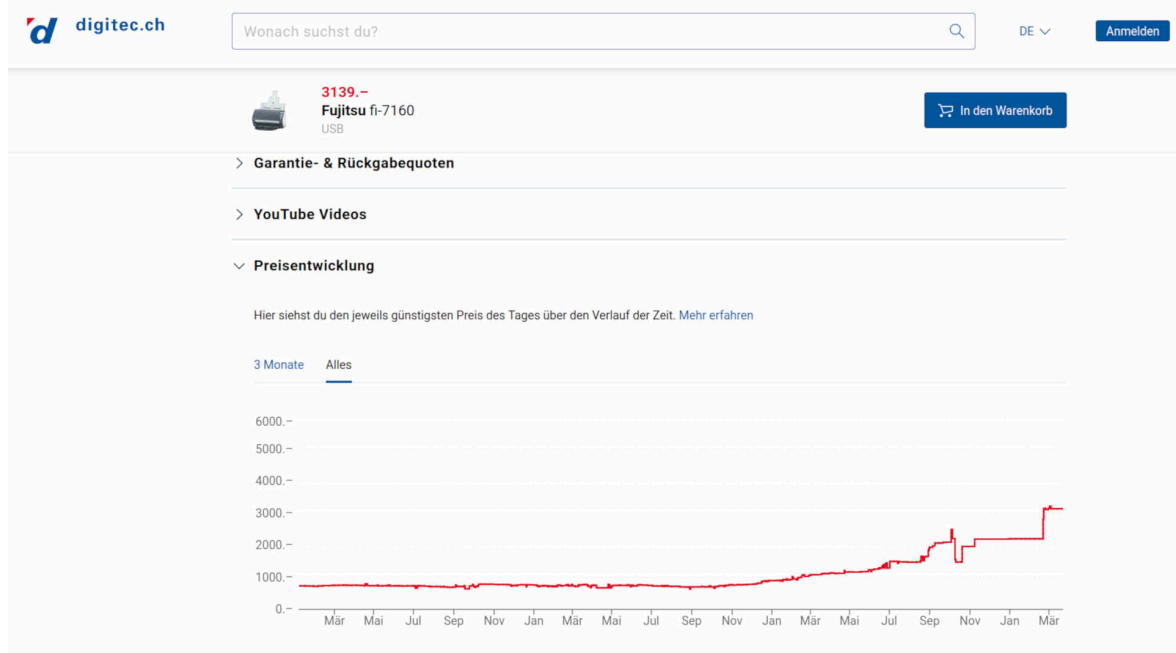 digitec.ch
Wonach suchst du?
DE
Anmelden
3139.–
Fujitsu fi-7160
USB
In den Warenkorb
Garantie- & Rückgabequoten
YouTube Videos
Preisentwicklung
Hier siehst du den jeweils günstigsten Preis des Tages über den Verlauf der Zeit. Mehr erfahren
3 Monate Alles
6000.–
5000.–
4000.–
3000.–
2000.–
1000.–
0.–
Mär Mai Jul Sep Nov Jan Mär Mai Jul Sep Nov Jan Mär Mai Jul Sep Nov Jan Mär